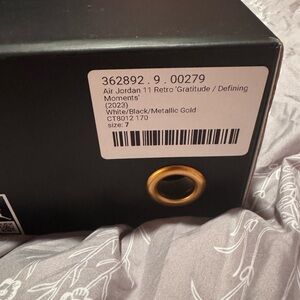 362892 . 9 . 00279
Air Jordan 11 Retro 'Gratitude / Defining
Moments'
(2023)
White/Black/Metallic Gold
CT8012 170
size: 7